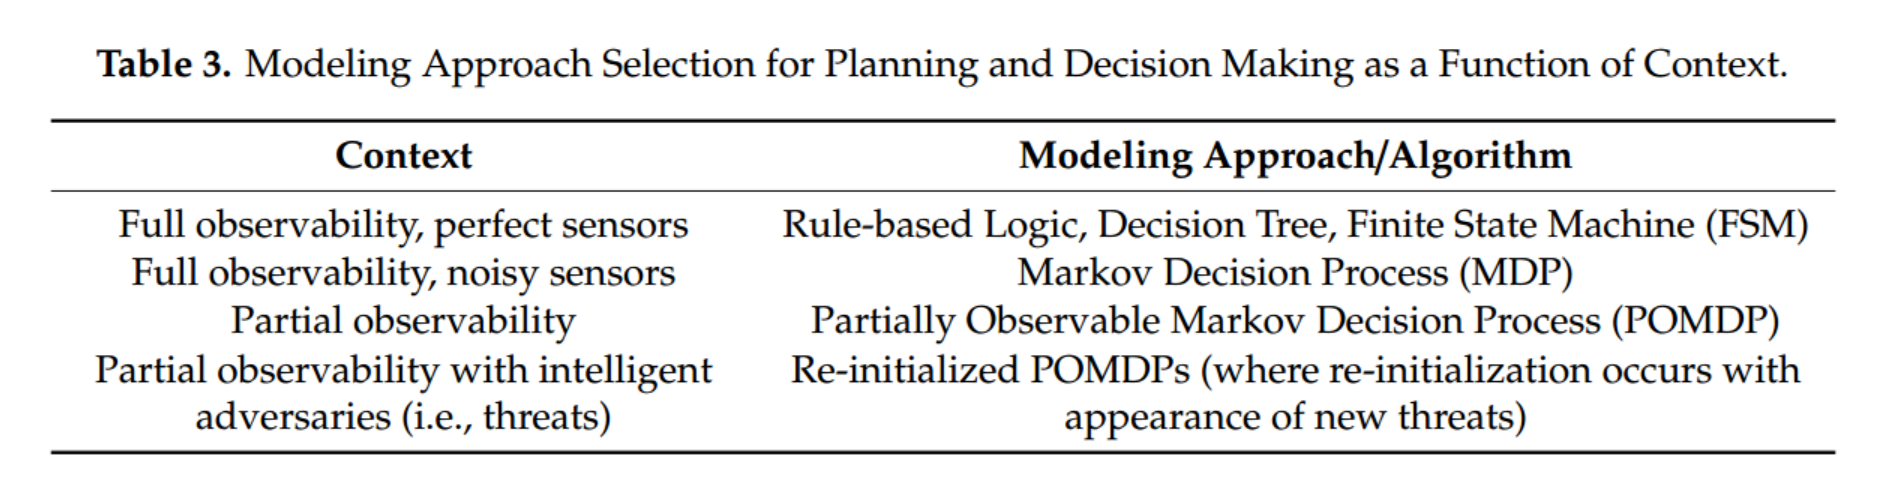 Table 3. Modeling Approach Selection for Planning and Decision Making as a Function of Context.
Context Modeling Approach/Algorithm
Full observability, perfect sensors Rule-based Logic, Decision Tree, Finite State Machine (FSM)
Full observability, noisy sensors Markov Decision Process (MDP)
Partial observability Partially Observable Markov Decision Process (POMDP)
Partial observability with intelligent Re-initialized POMDPs (where re-initialization occurs with
adversaries (i.e., threats) appearance of new threats)